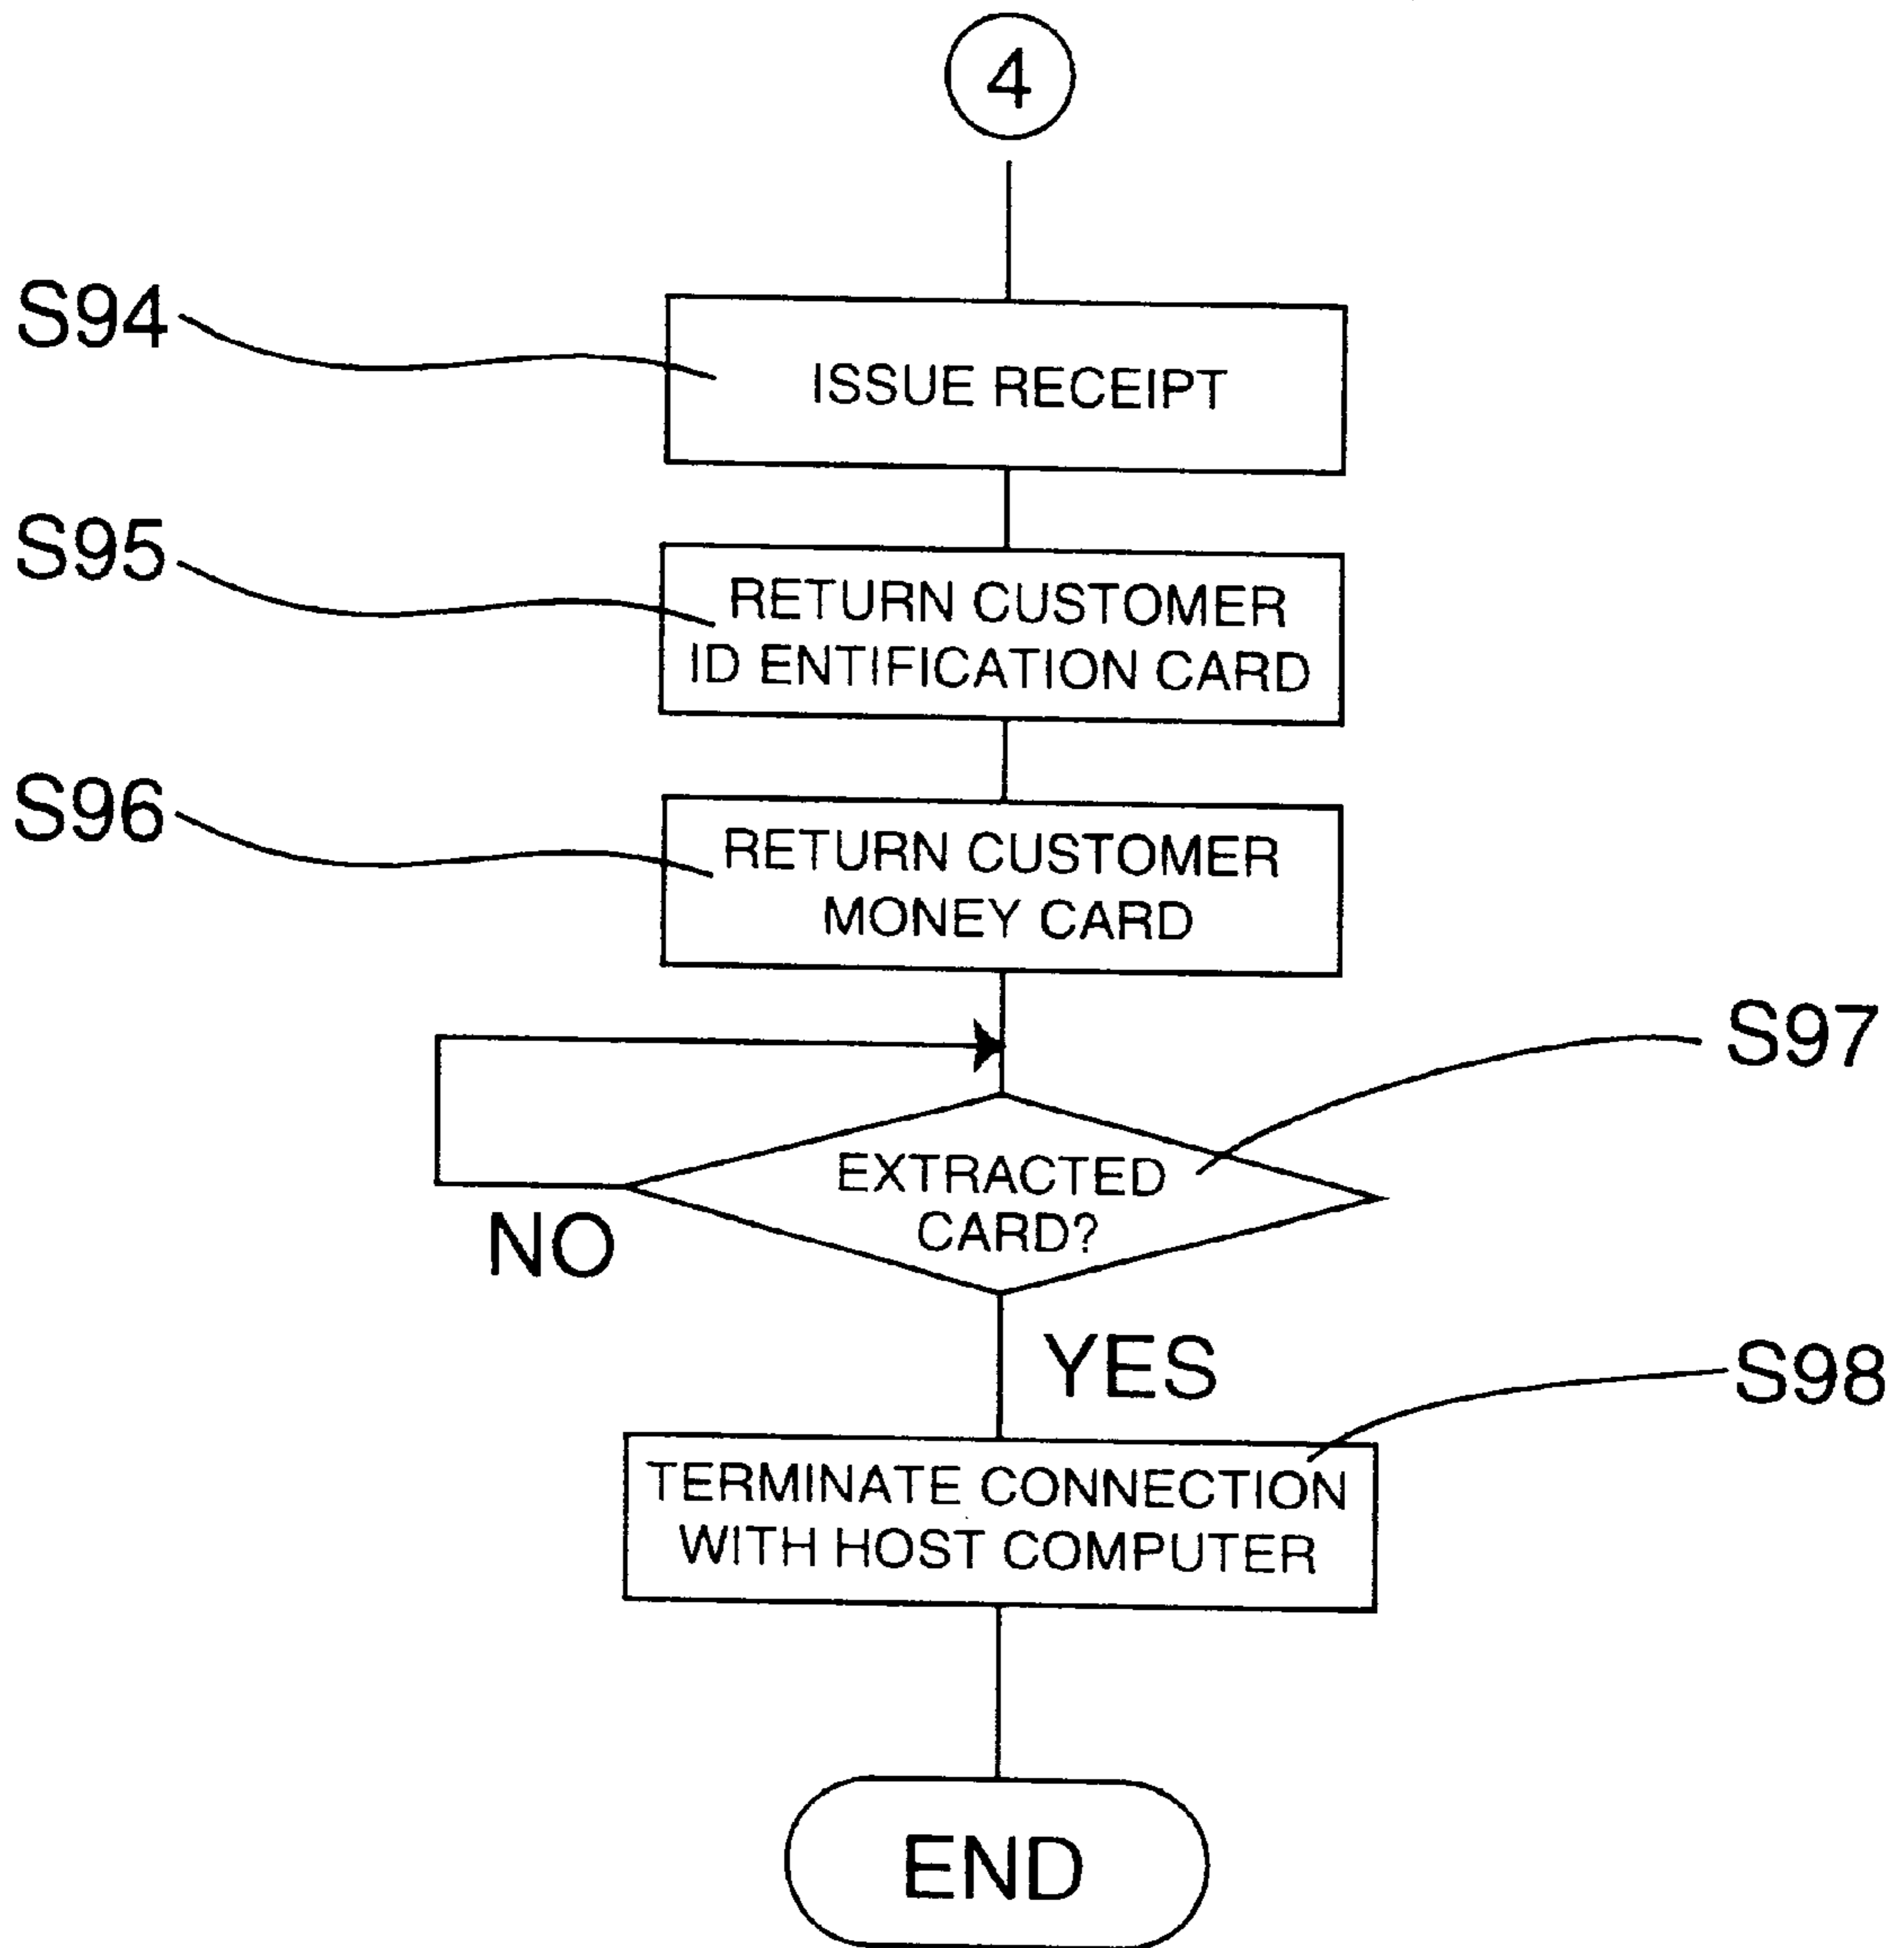 4
S94
ISSUE RECEIPT
S95
RETURN CUSTOMER
ID ENTIFICATION CARD
S96
RETURN CUSTOMER
MONEY CARD
S97
EXTRACTED
CARD?
NO
YES
S98
TERMINATE CONNECTION
WITH HOST COMPUTER
END